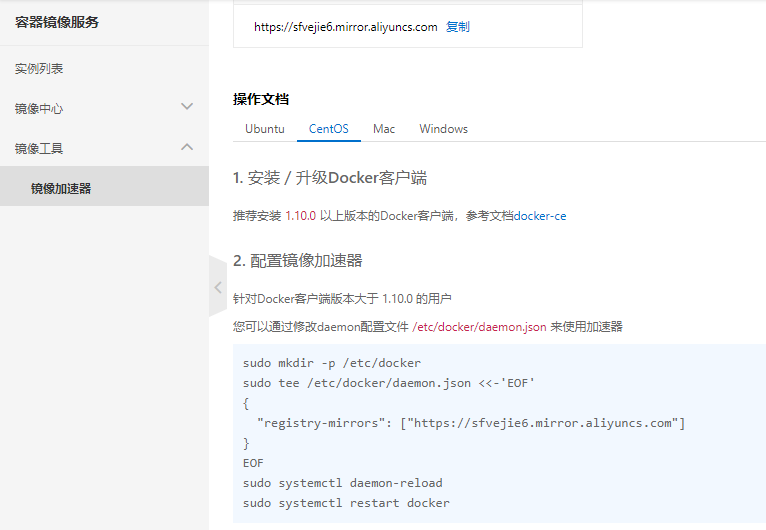 容器镜像服务
实例列表
镜像中心
镜像工具
镜像加速器
https://sfvejie6.mirror.aliyuncs.com 复制
操作文档
Ubuntu CentOS Mac Windows
1. 安装 / 升级Docker客户端
推荐安装 1.10.0 以上版本的Docker客户端，参考文档docker-ce
2. 配置镜像加速器
针对Docker客户端版本大于 1.10.0 的用户
您可以通过修改daemon配置文件 /etc/docker/daemon.json 来使用加速器
sudo mkdir -p /etc/docker
sudo tee /etc/docker/daemon.json <<-'EOF'
{
  "registry-mirrors": ["https://sfvejie6.mirror.aliyuncs.com"]
}
EOF
sudo systemctl daemon-reload
sudo systemctl restart docker